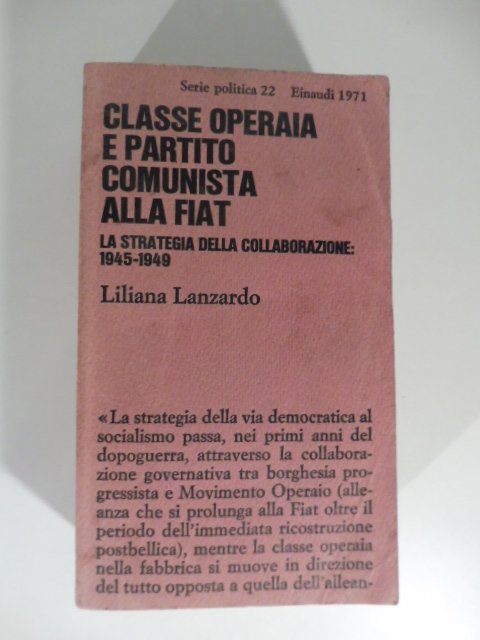 Serie politica 22 Einaudi 1971
CLASSE OPERAIA
E PARTITO
COMUNISTA
ALLA FIAT
LA STRATEGIA DELLA COLLABORAZIONE:
1945-1949
Liliana Lanzardo
«La strategia della via democratica al
socialismo passa, nei primi anni del
dopoguerra, attraverso la collabora-
zione governativa tra borghesia pro-
gressista e Movimento Operaio (alle-
anza che si prolunga alla Fiat oltre il
periodo dell'immediata ricostruzione
postbellica), mentre la classe operaia
nella fabbrica si muove in direzione
del tutto opposta a quella dell'allean-